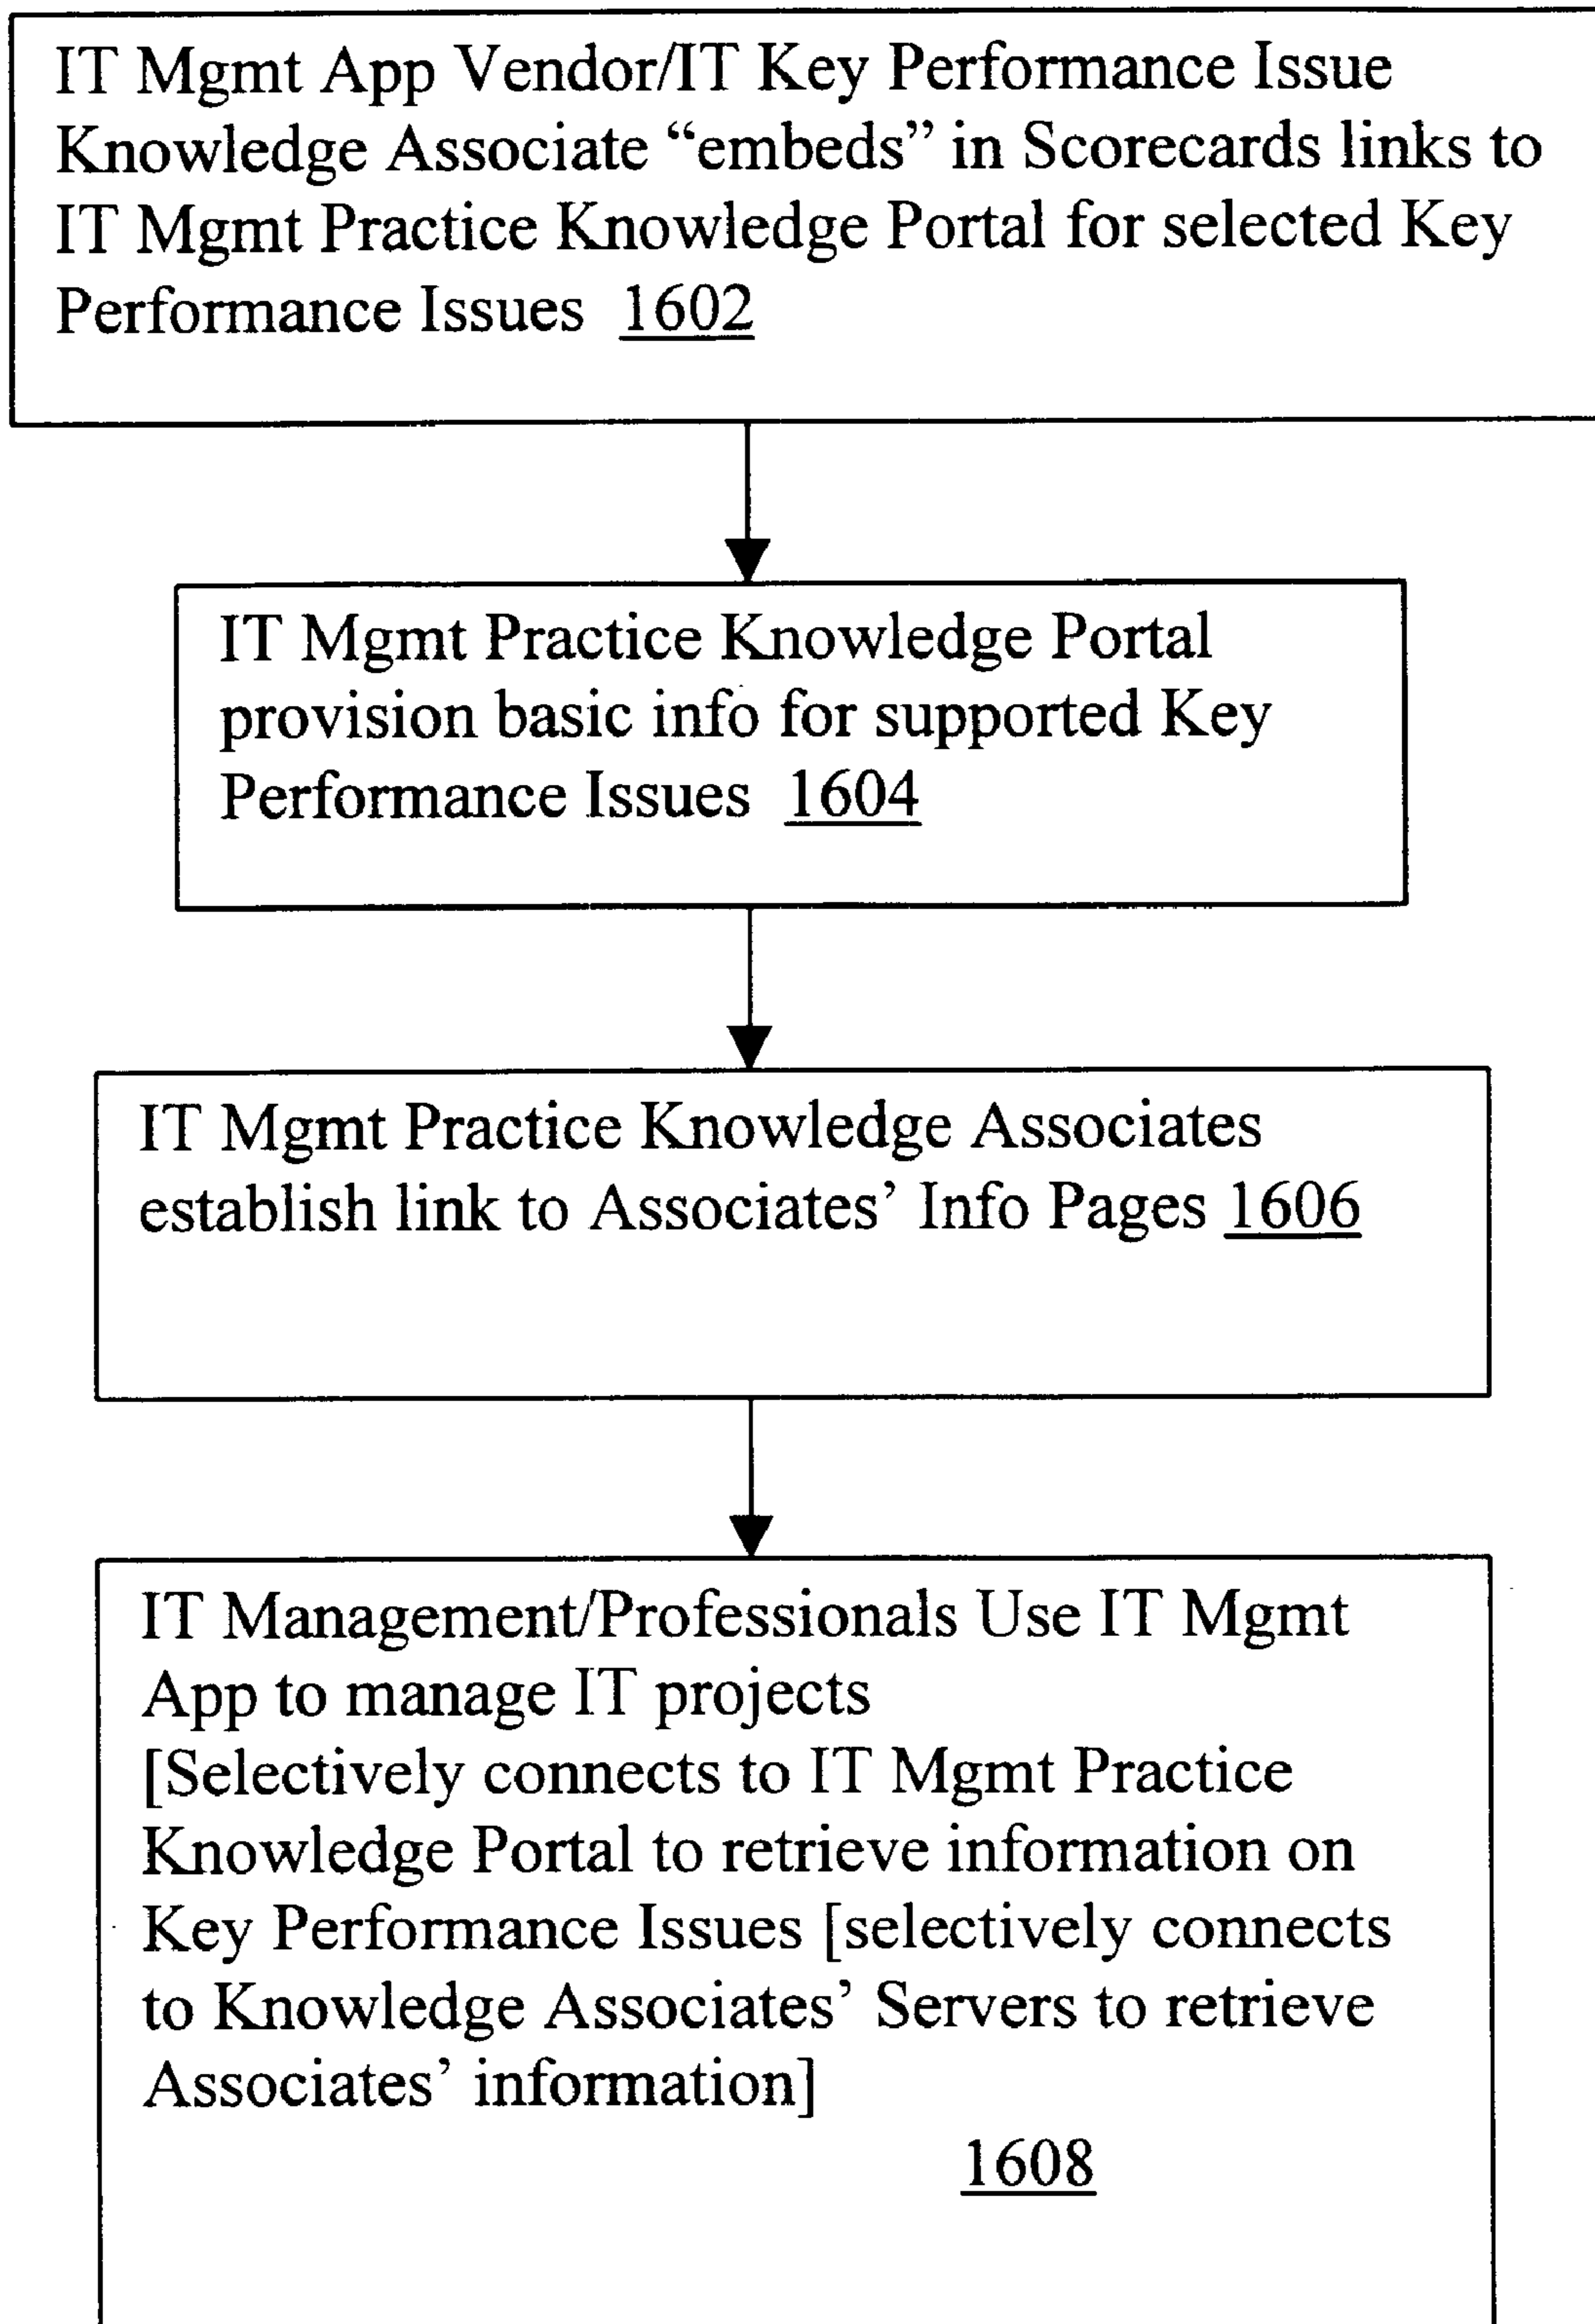 IT Mgmt App Vendor/IT Key Performance Issue
Knowledge Associate “embeds” in Scorecards links to
IT Mgmt Practice Knowledge Portal for selected Key
Performance Issues 1602
IT Mgmt Practice Knowledge Portal
provision basic info for supported Key
Performance Issues 1604
IT Mgmt Practice Knowledge Associates
establish link to Associates’ Info Pages 1606
IT Management/Professionals Use IT Mgmt
App to manage IT projects
[Selectively connects to IT Mgmt Practice
Knowledge Portal to retrieve information on
Key Performance Issues [selectively connects
to Knowledge Associates’ Servers to retrieve
Associates’ information]
1608